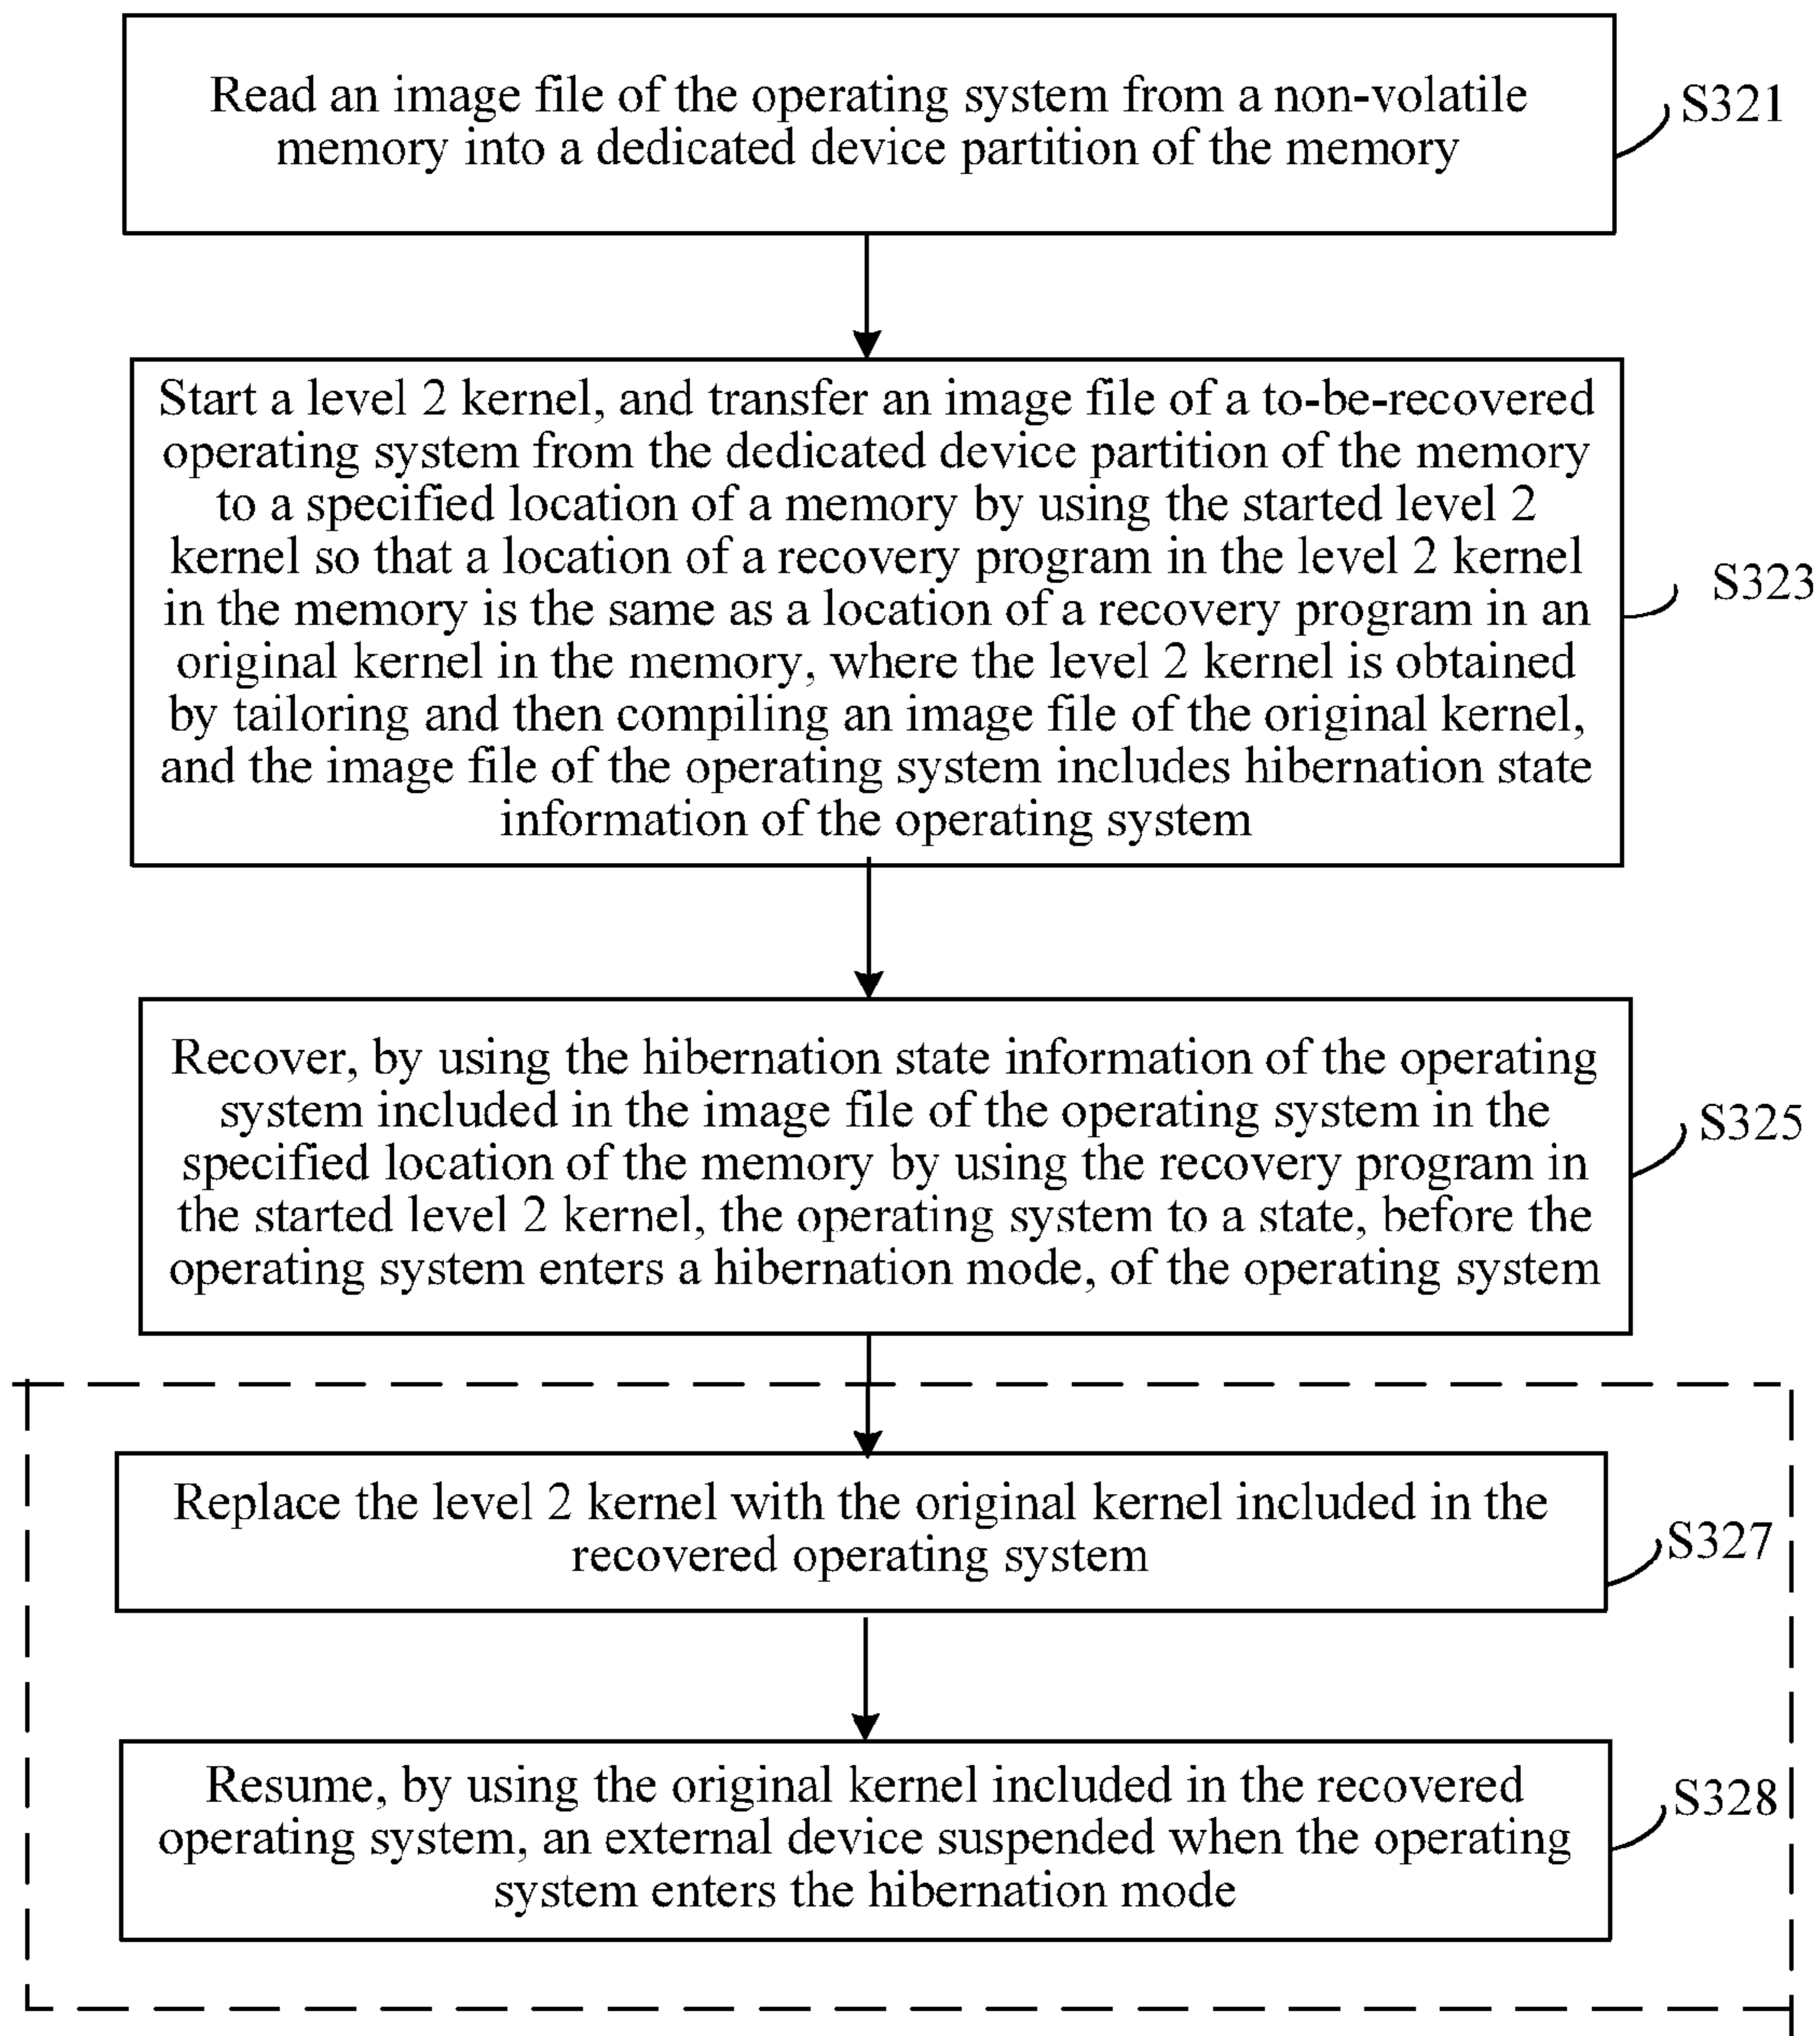 Read an image file of the operating system from a non-volatile
memory into a dedicated device partition of the memory
S321
Start a level 2 kernel, and transfer an image file of a to-be-recovered
operating system from the dedicated device partition of the memory
to a specified location of a memory by using the started level 2
kernel so that a location of a recovery program in the level 2 kernel
in the memory is the same as a location of a recovery program in an
original kernel in the memory, where the level 2 kernel is obtained
by tailoring and then compiling an image file of the original kernel,
and the image file of the operating system includes hibernation state
information of the operating system
S323
Recover, by using the hibernation state information of the operating
system included in the image file of the operating system in the
specified location of the memory by using the recovery program in
the started level 2 kernel, the operating system to a state, before the
operating system enters a hibernation mode, of the operating system
S325
Replace the level 2 kernel with the original kernel included in the
recovered operating system
S327
Resume, by using the original kernel included in the recovered
operating system, an external device suspended when the operating
system enters the hibernation mode
S328